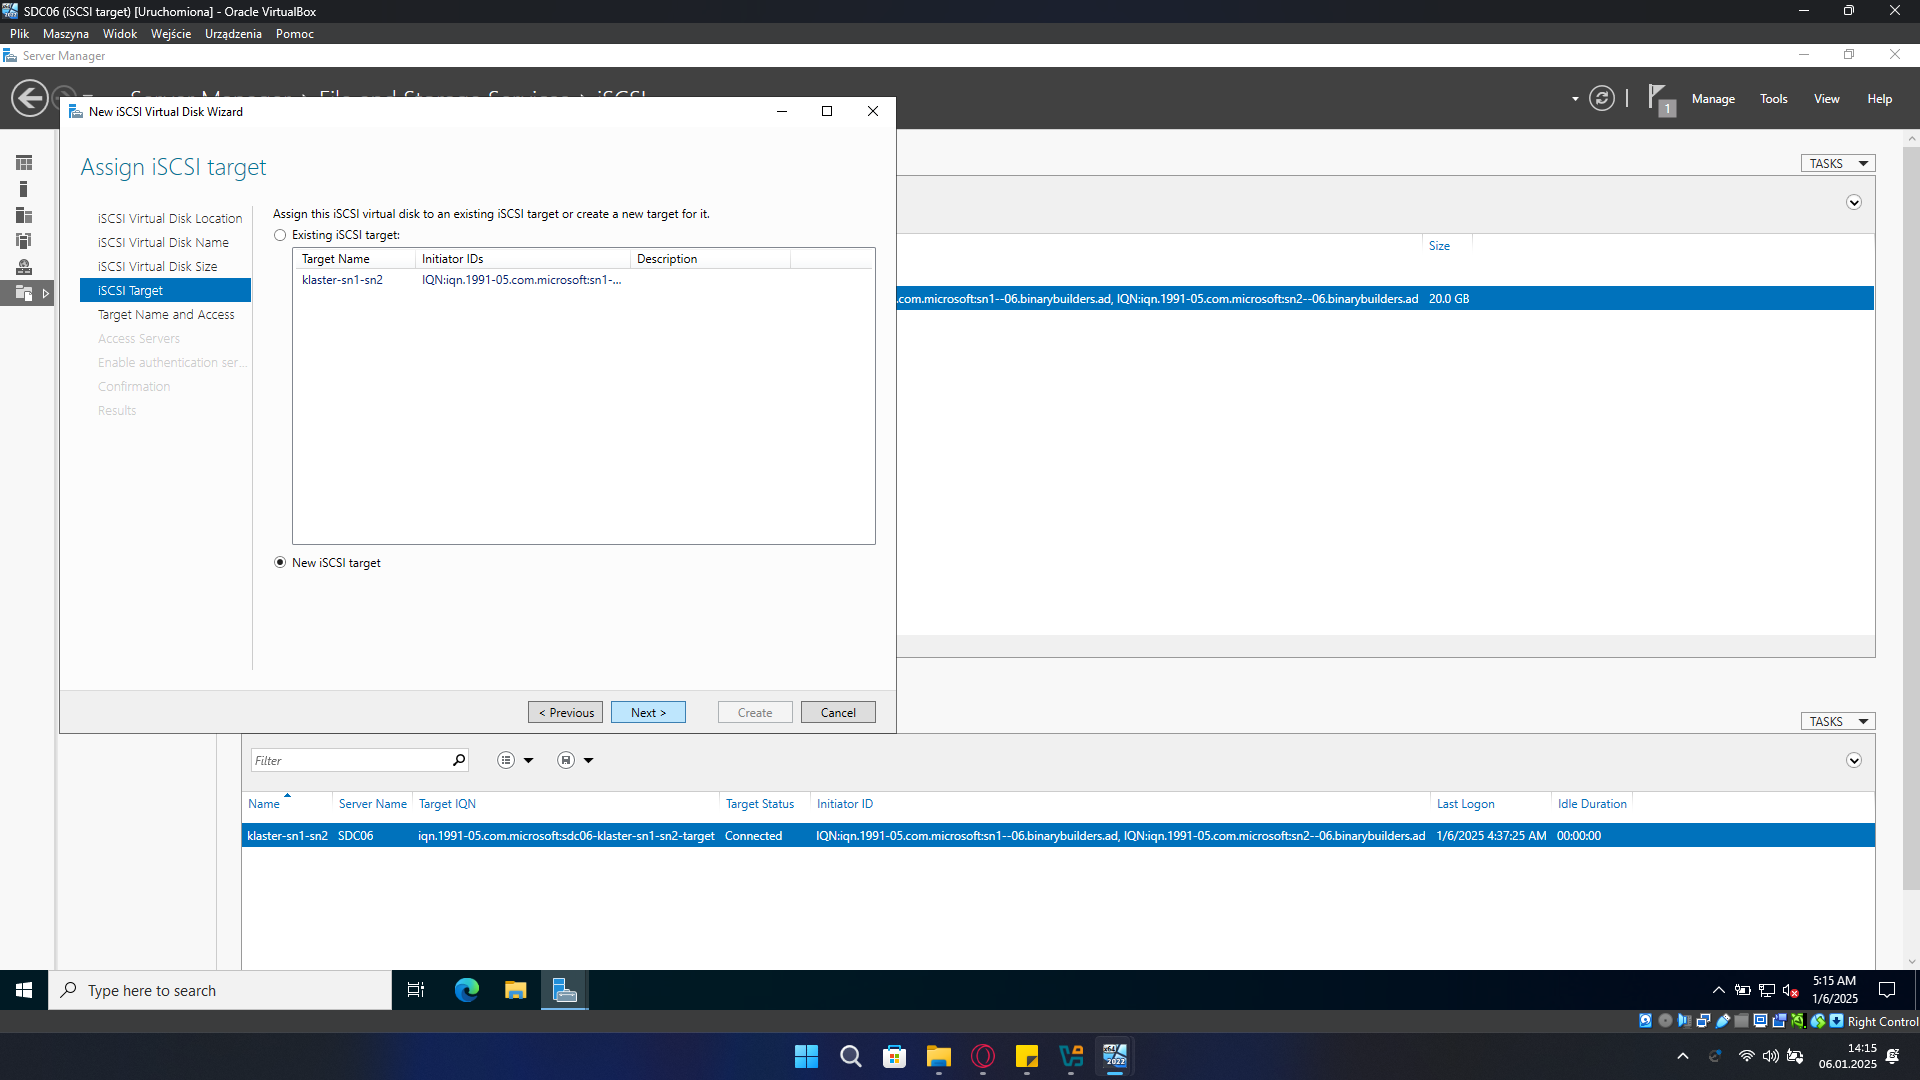 SDC06 (iSCSI target) [Uruchomiona] - Oracle VirtualBox
Plik Maszyna Widok Wejście Urządzenia Pomoc
Server Manager
1
Manage Tools View Help
New iSCSI Virtual Disk Wizard
Assign iSCSI target
TASKS
iSCSI Virtual Disk Location
iSCSI Virtual Disk Name
iSCSI Virtual Disk Size
iSCSI Target
Target Name and Access
Access Servers
Enable authentication ser...
Confirmation
Results
Assign this iSCSI virtual disk to an existing iSCSI target or create a new target for it.
Existing iSCSI target:
Target Name Initiator IDs Description
klaster-sn1-sn2 IQN:iqn.1991-05.com.microsoft:sn1-...
New iSCSI target
< Previous Next > Create Cancel
Size
.com.microsoft:sn1--06.binarybuilders.ad, IQN:iqn.1991-05.com.microsoft:sn2--06.binarybuilders.ad 20.0 GB
TASKS
Filter
Name Server Name Target IQN Target Status Initiator ID Last Logon Idle Duration
klaster-sn1-sn2 SDC06 iqn.1991-05.com.microsoft:sdc06-klaster-sn1-sn2-target Connected IQN:iqn.1991-05.com.microsoft:sn1--06.binarybuilders.ad, IQN:iqn.1991-05.com.microsoft:sn2--06.binarybuilders.ad 1/6/2025 4:37:25 AM 00:00:00
Type here to search
5:15 AM
1/6/2025
Right Control
14:15
06.01.2025